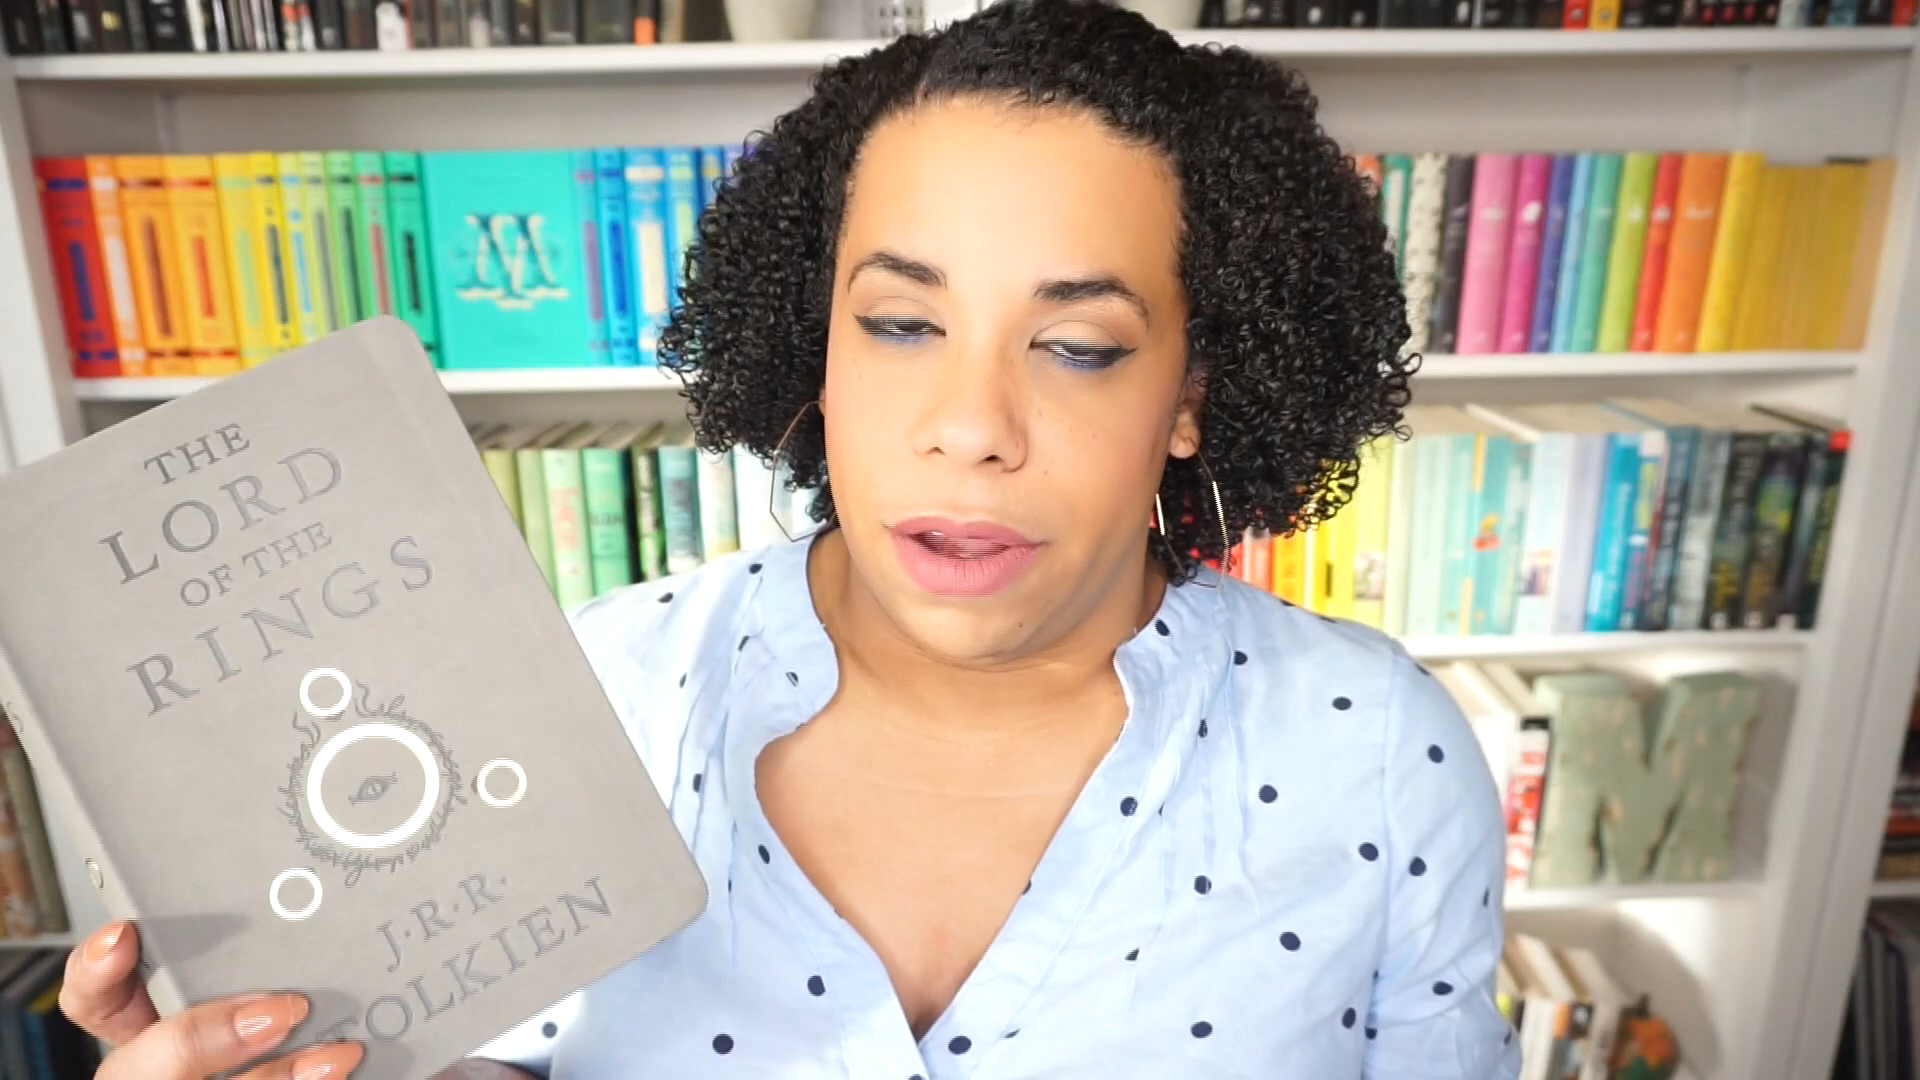 THE
LORD
OF THE
RINGS
J.R.R.
TOLKIEN